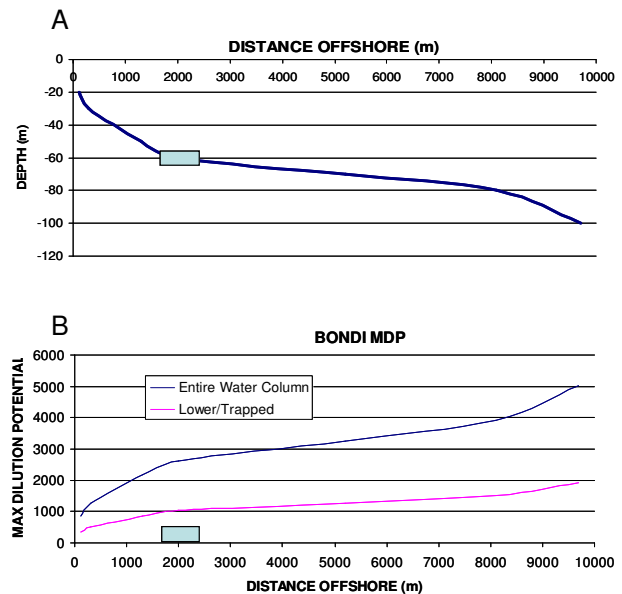 A
DISTANCE OFFSHORE (m)
0 1000 2000 3000 4000 5000 6000 7000 8000 9000 10000
0
-20
-40
-60
-80
-100
-120
DEPTH (m)
B
BONDI MDP
6000
5000
4000
3000
2000
1000
0
MAX DILUTION POTENTIAL
Entire Water Column
Lower/Trapped
0 1000 2000 3000 4000 5000 6000 7000 8000 9000 10000
DISTANCE OFFSHORE (m)